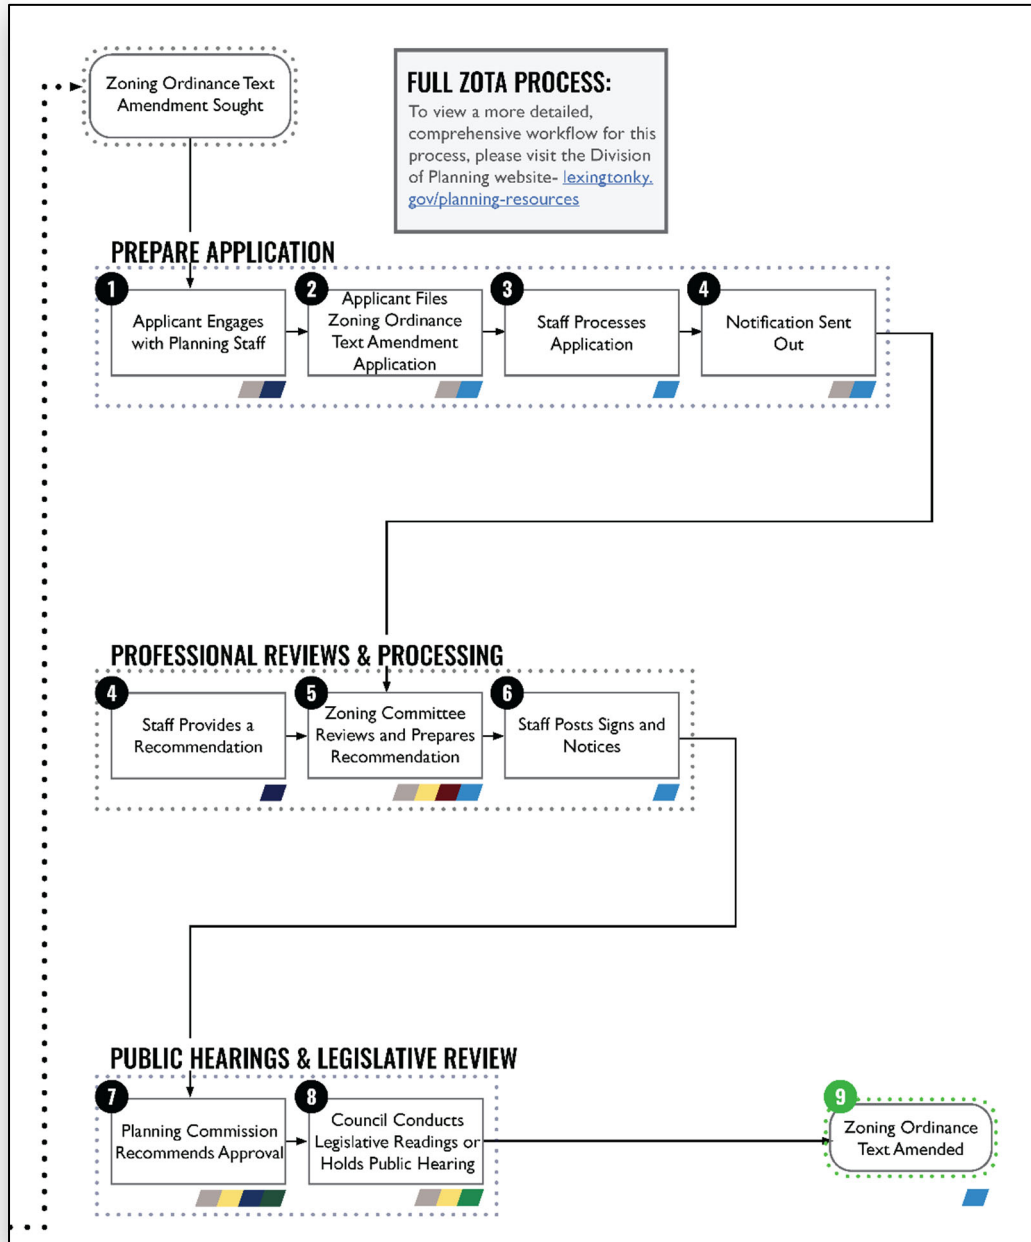 Zoning Ordinance Text
Amendment Sought
FULL ZOTA PROCESS:
To view a more detailed,
comprehensive workflow for this
process, please visit the Division
of Planning website- lexingtonky.
gov/planning-resources
PREPARE APPLICATION
1
Applicant Engages
with Planning Staff
2
Applicant Files
Zoning Ordinance
Text Amendment
Application
3
Staff Processes
Application
4
Notification Sent
Out
PROFESSIONAL REVIEWS & PROCESSING
4
Staff Provides a
Recommendation
5
Zoning Committee
Reviews and Prepares
Recommendation
6
Staff Posts Signs and
Notices
PUBLIC HEARINGS & LEGISLATIVE REVIEW
7
Planning Commission
Recommends Approval
8
Council Conducts
Legislative Readings or
Holds Public Hearing
9
Zoning Ordinance
Text Amended